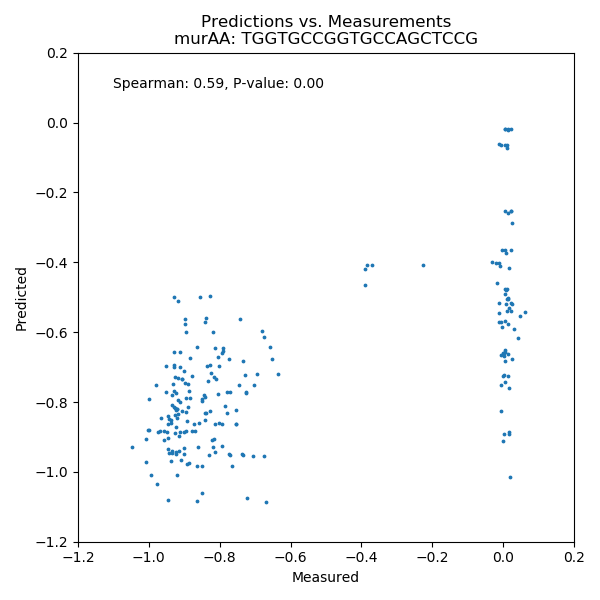 Predictions vs. Measurements
murAA: TGGTGCCGGTGCCAGCTCCG
Spearman: 0.59, P-value: 0.00
0.2
0.0
−0.2
−0.4
−0.6
−0.8
−1.0
−1.2
Predicted
−1.2 −1.0 −0.8 −0.6 −0.4 −0.2 0.0 0.2
Measured